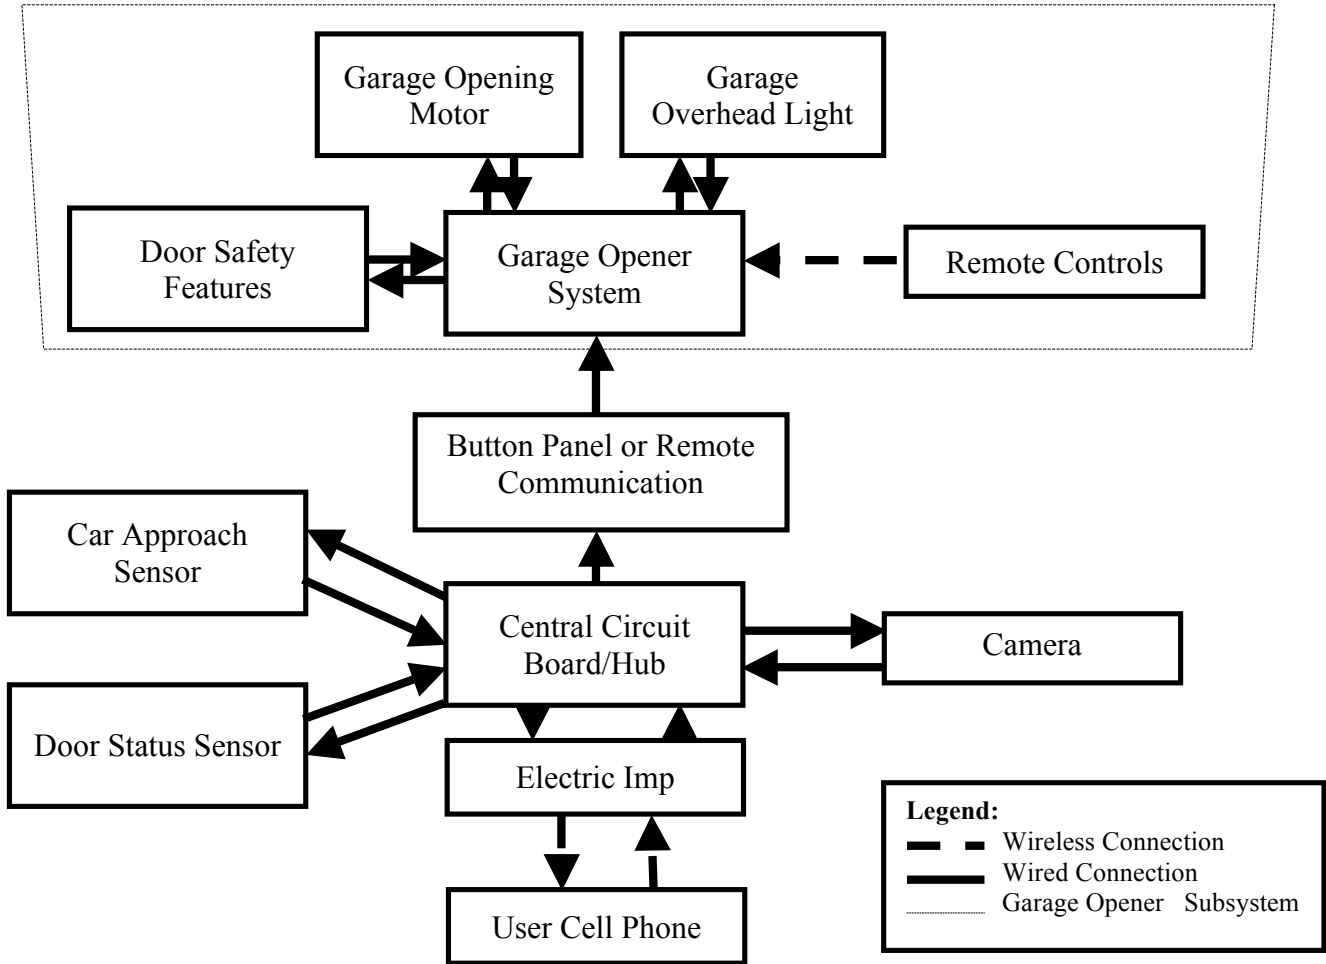 Garage Opening
Motor
Garage
Overhead Light
Door Safety
Features
Garage Opener
System
Remote Controls
Button Panel or Remote
Communication
Car Approach
Sensor
Central Circuit
Board/Hub
Camera
Door Status Sensor
Electric Imp
User Cell Phone
Legend:
Wireless Connection
Wired Connection
Garage Opener Subsystem